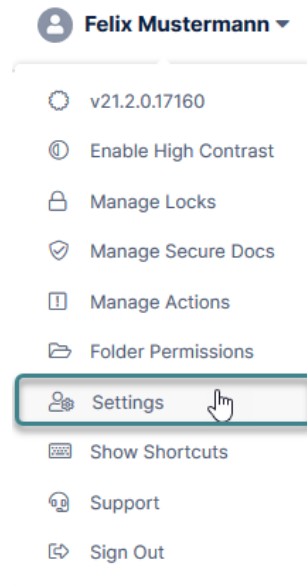 Felix Mustermann
v21.2.0.17160
Enable High Contrast
Manage Locks
Manage Secure Docs
Manage Actions
Folder Permissions
Settings
Show Shortcuts
Support
Sign Out